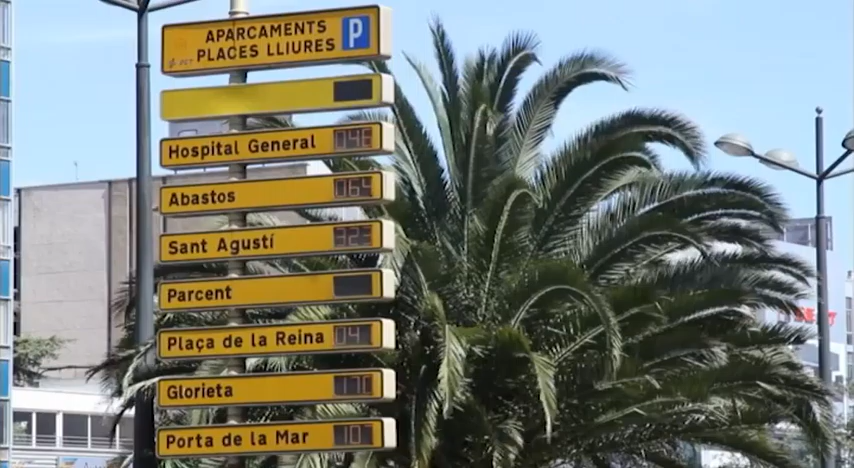 APARCAMENTS P
PLACES LLIURES
Hospital General
Abastos
Sant Agustí
Parcent
Plaça de la Reina
Glorieta
Porta de la Mar